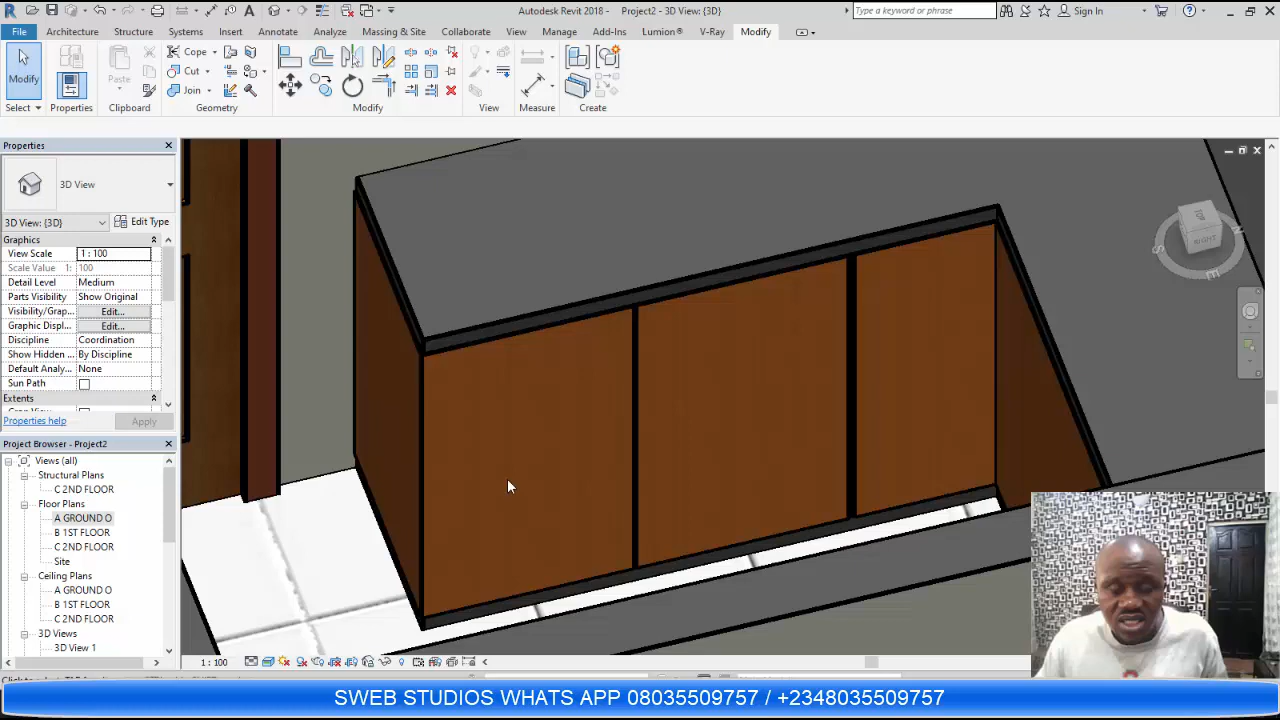 Autodesk Revit 2018 - Project2 - 3D View: {3D}
Type a keyword or phrase
Sign In
File Architecture Structure Systems Insert Annotate Analyze Massing & Site Collaborate View Manage Add-Ins Lumion® V-Ray Modify
Modify
Paste
Cope
Cut
Join
Select Properties Clipboard Geometry Modify View Measure Create
Properties
3D View
3D View: {3D} Edit Type
Graphics
View Scale 1 : 100
Scale Value 1: 100
Detail Level Medium
Parts Visibility Show Original
Visibility/Grap... Edit...
Graphic Displ... Edit...
Discipline Coordination
Show Hidden ... By Discipline
Default Analy... None
Sun Path
Extents
Properties help Apply
Project Browser - Project2
Views (all)
Structural Plans
C 2ND FLOOR
Floor Plans
A GROUND O
B 1ST FLOOR
C 2ND FLOOR
Site
Ceiling Plans
A GROUND O
B 1ST FLOOR
C 2ND FLOOR
3D Views
3D View 1
RIGHT
S
E
1 : 100
SWEB STUDIOS WHATS APP 08035509757 / +2348035509757